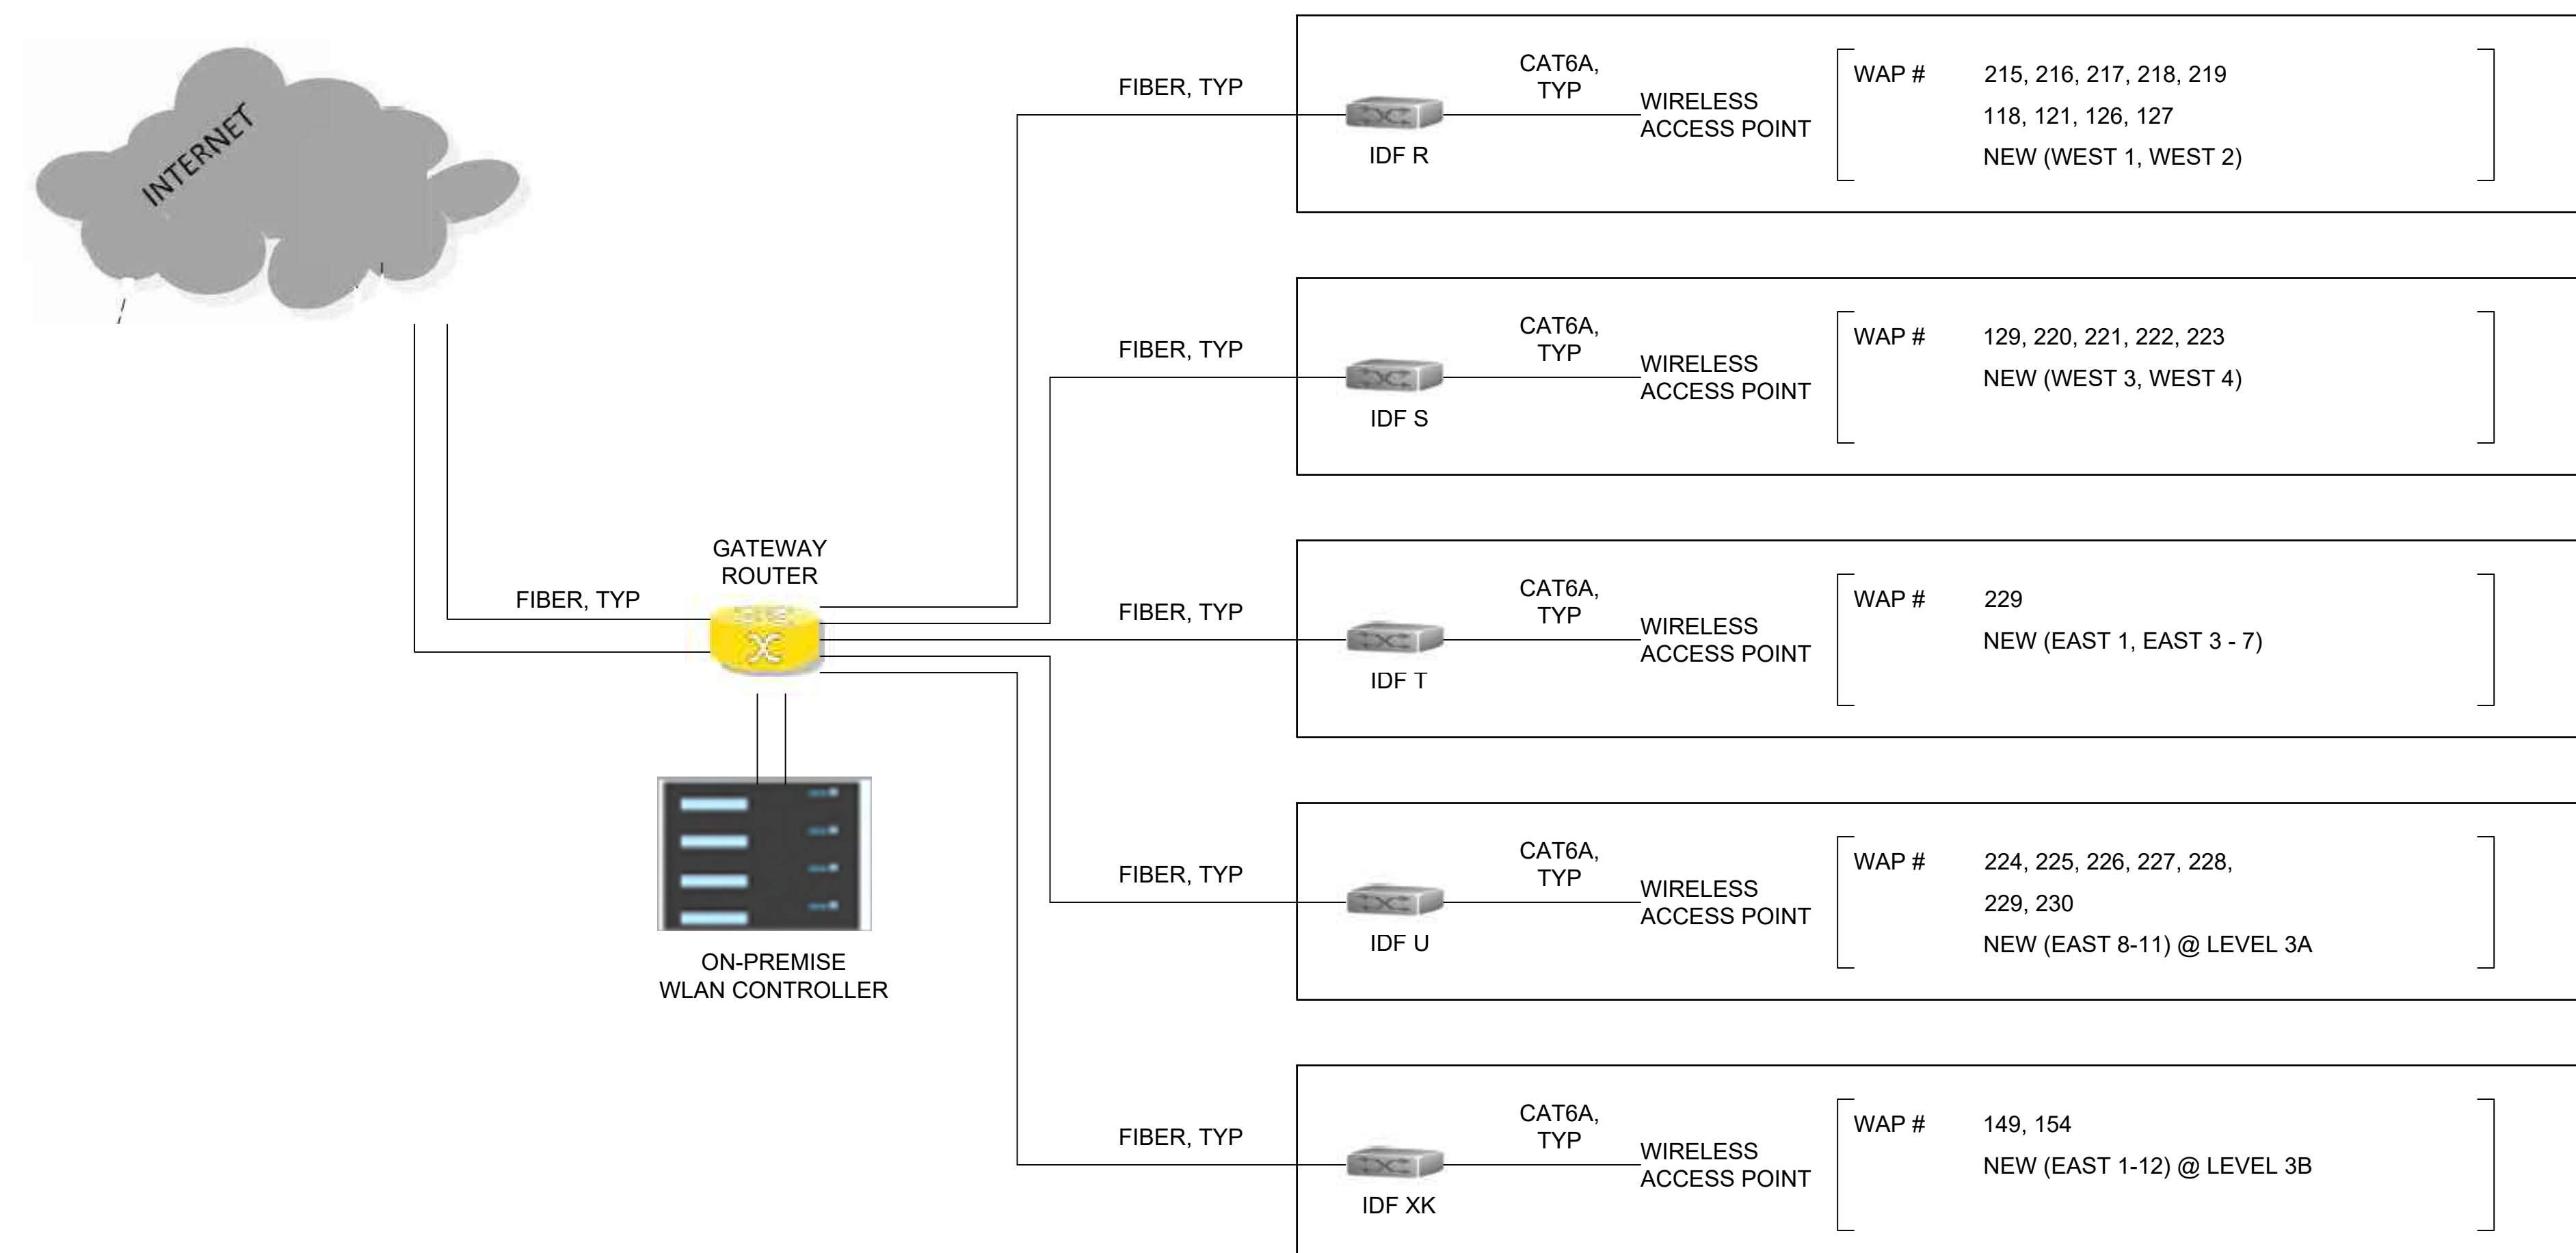 INTERNET
FIBER, TYP
GATEWAY
ROUTER
ON-PREMISE
WLAN CONTROLLER
FIBER, TYP
CAT6A,
TYP
IDF R
WIRELESS
ACCESS POINT
WAP # 215, 216, 217, 218, 219
118, 121, 126, 127
NEW (WEST 1, WEST 2)
FIBER, TYP
CAT6A,
TYP
IDF S
WIRELESS
ACCESS POINT
WAP # 129, 220, 221, 222, 223
NEW (WEST 3, WEST 4)
FIBER, TYP
CAT6A,
TYP
IDF T
WIRELESS
ACCESS POINT
WAP # 229
NEW (EAST 1, EAST 3 - 7)
FIBER, TYP
CAT6A,
TYP
IDF U
WIRELESS
ACCESS POINT
WAP # 224, 225, 226, 227, 228,
229, 230
NEW (EAST 8-11) @ LEVEL 3A
FIBER, TYP
CAT6A,
TYP
IDF XK
WIRELESS
ACCESS POINT
WAP # 149, 154
NEW (EAST 1-12) @ LEVEL 3B